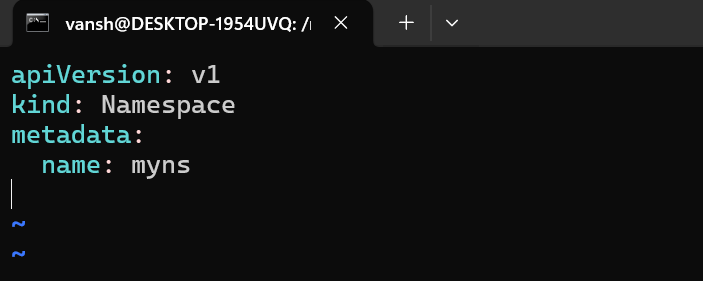 vansh@DESKTOP-1954UVQ: /
apiVersion: v1
kind: Namespace
metadata:
  name: myns
~
~